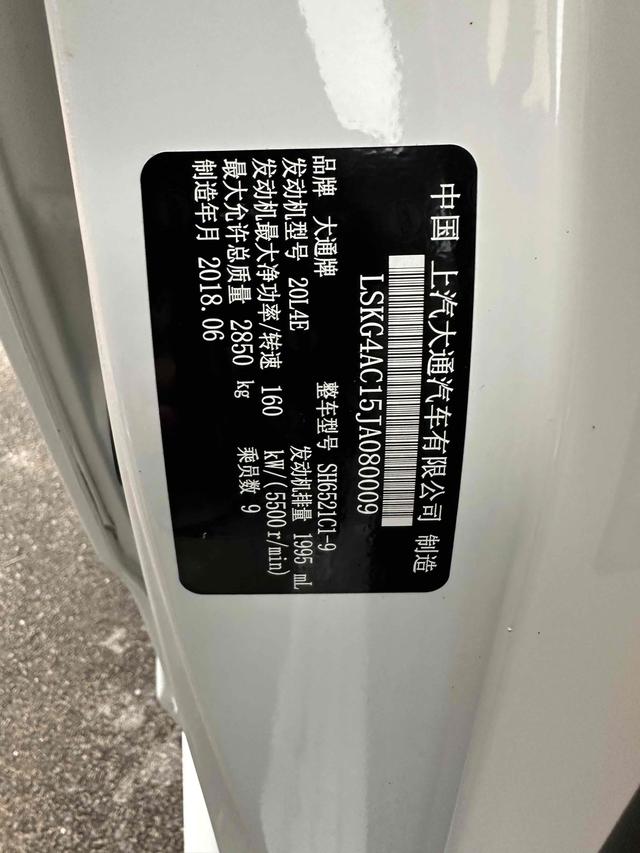 中国 上汽大通汽车有限公司 制造
LSKG4AC15JA080009
品牌 大通牌 整车型号 SH6521C1-9
发动机型号 20L4E 发动机排量 1995 mL
发动机最大净功率/转速 160 kW/(5500r/min)
最大允许总质量 2850 kg 乘员数 9
制造年月 2018.06